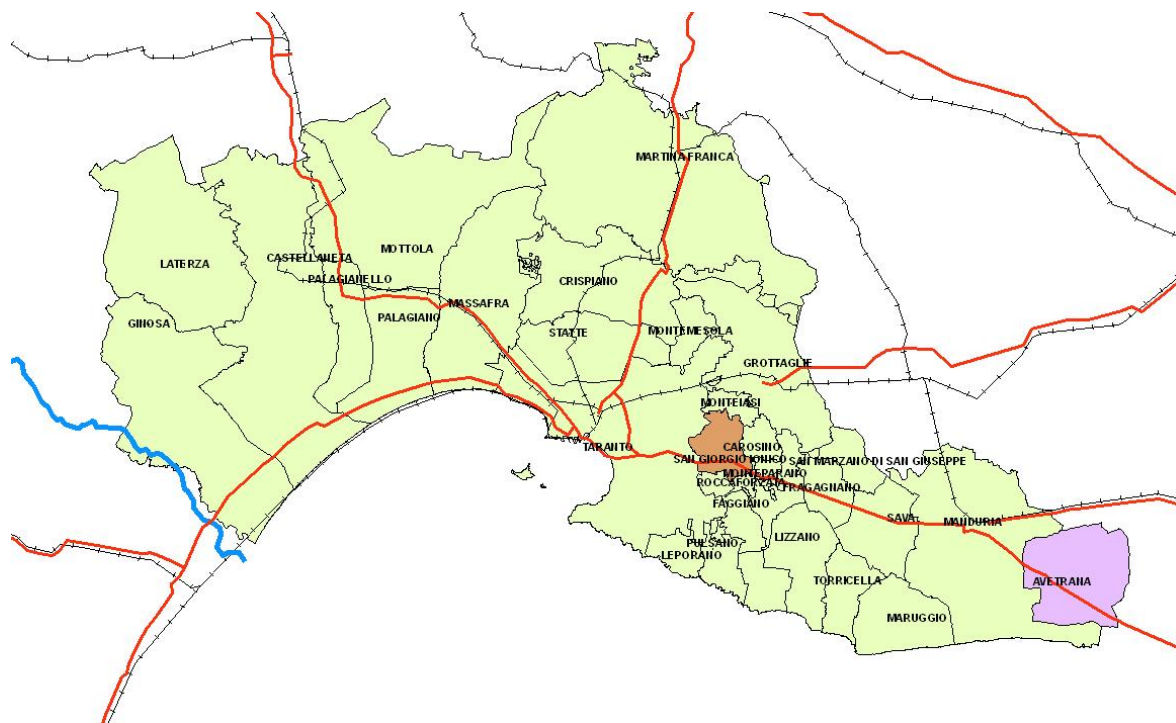 MARTINA FRANCA
MOTTOLA
CASTELLANETA
LATERZA
PALAGIANELLO
CRISPIANO
MASSAFRA
PALAGIANO
GINOSA
STATTE
MONTEMESOLA
GROTTAGLIE
MONTEIASI
TARANTO
CAROSINO
SAN GIORGIO IONICO
SAN MARZANO DI SAN GIUSEPPE
MONTEPARANO
ROCCAFORZATA
FRAGAGNANO
FAGGIANO
SAVA
MANDURIA
LIZZANO
PULSANO
LEPORANO
TORRICELLA
AVETRANA
MARUGGIO